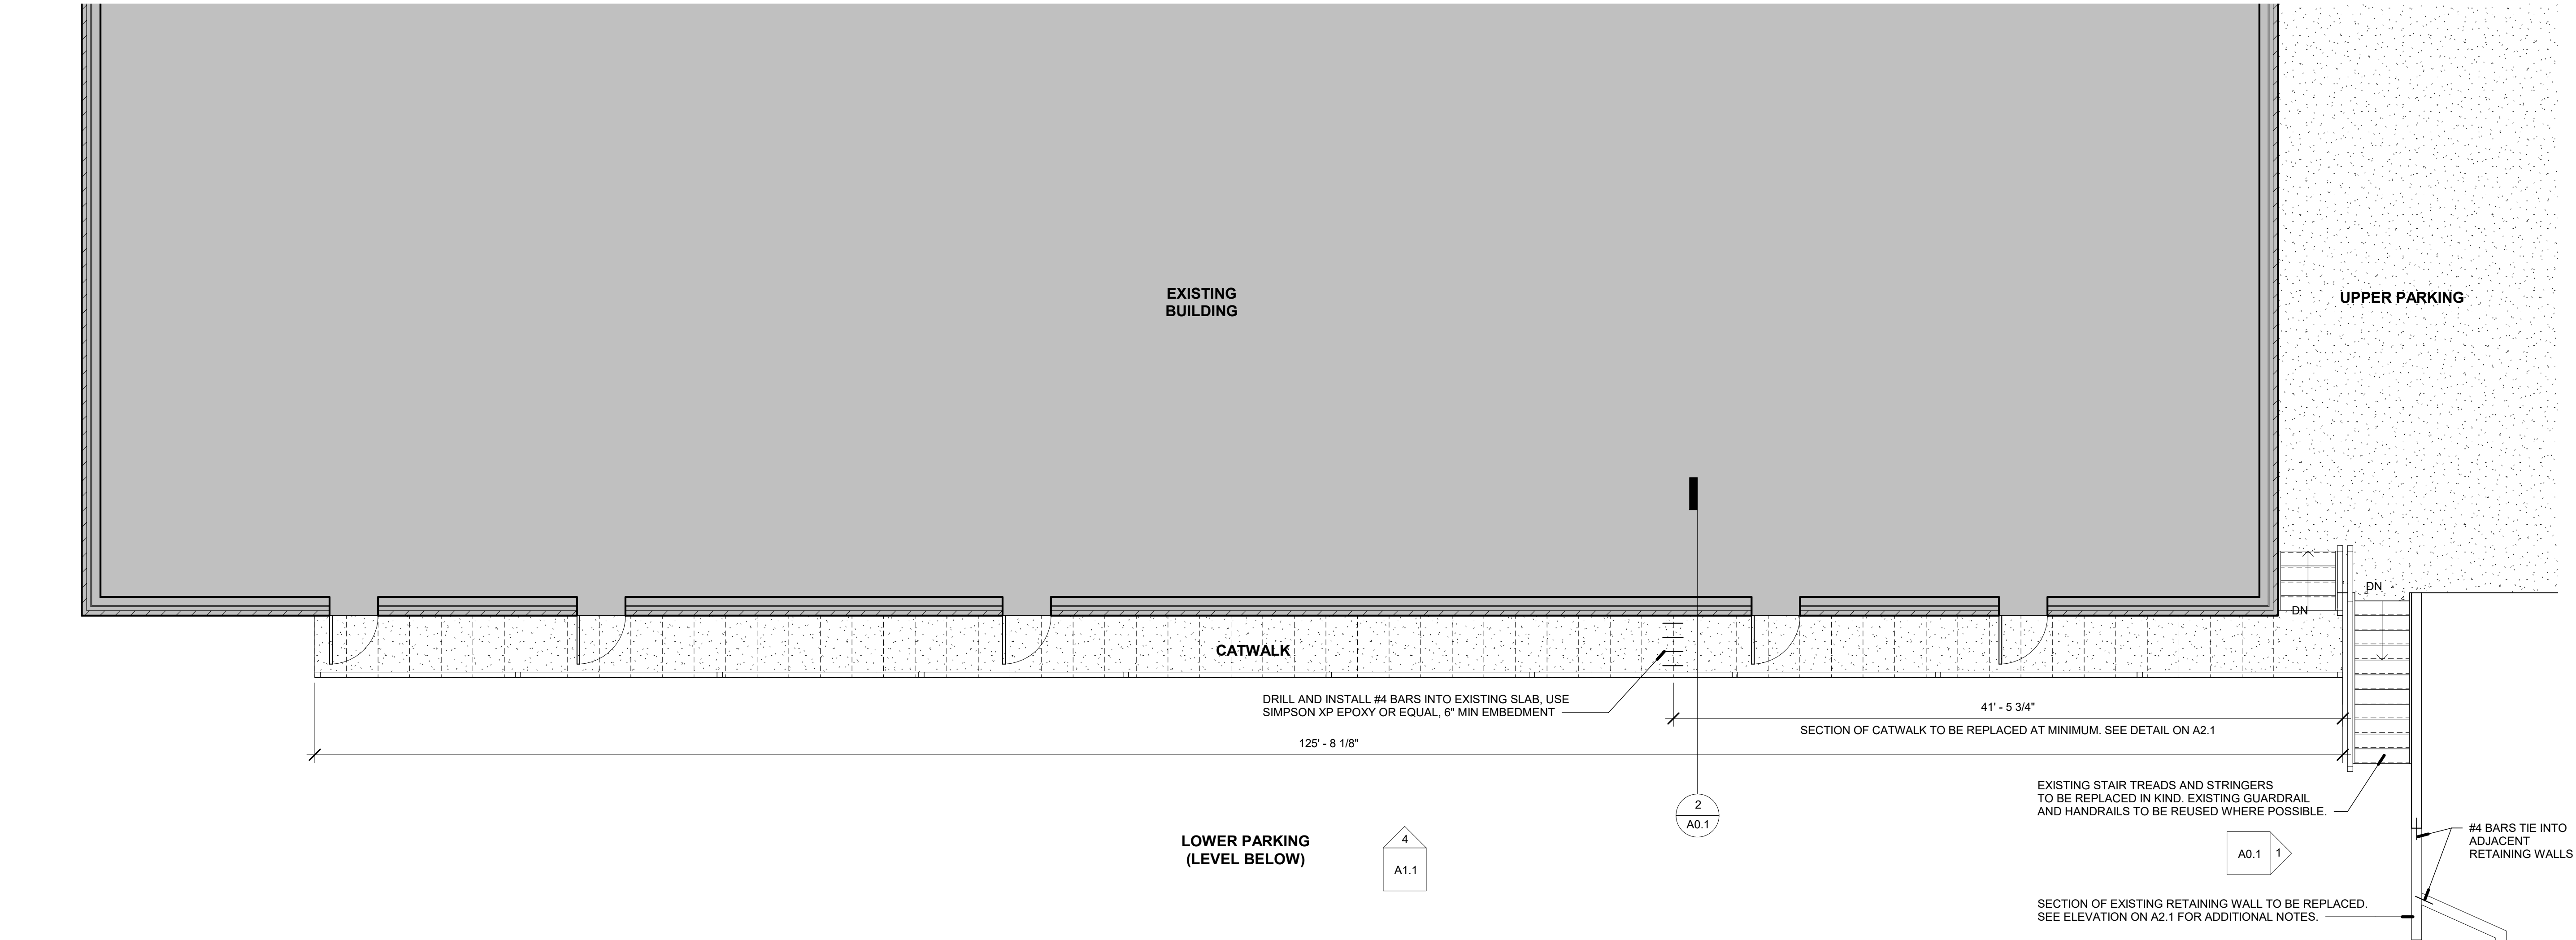 EXISTING
BUILDING
UPPER PARKING
DN
DN
CATWALK
DRILL AND INSTALL #4 BARS INTO EXISTING SLAB, USE
SIMPSON XP EPOXY OR EQUAL, 6" MIN EMBEDMENT
41' - 5 3/4"
SECTION OF CATWALK TO BE REPLACED AT MINIMUM. SEE DETAIL ON A2.1
125' - 8 1/8"
EXISTING STAIR TREADS AND STRINGERS
TO BE REPLACED IN KIND. EXISTING GUARDRAIL
AND HANDRAILS TO BE REUSED WHERE POSSIBLE.
2
A0.1
LOWER PARKING
(LEVEL BELOW)
4
A1.1
#4 BARS TIE INTO
ADJACENT
RETAINING WALLS
A0.1 1
SECTION OF EXISTING RETAINING WALL TO BE REPLACED.
SEE ELEVATION ON A2.1 FOR ADDITIONAL NOTES.